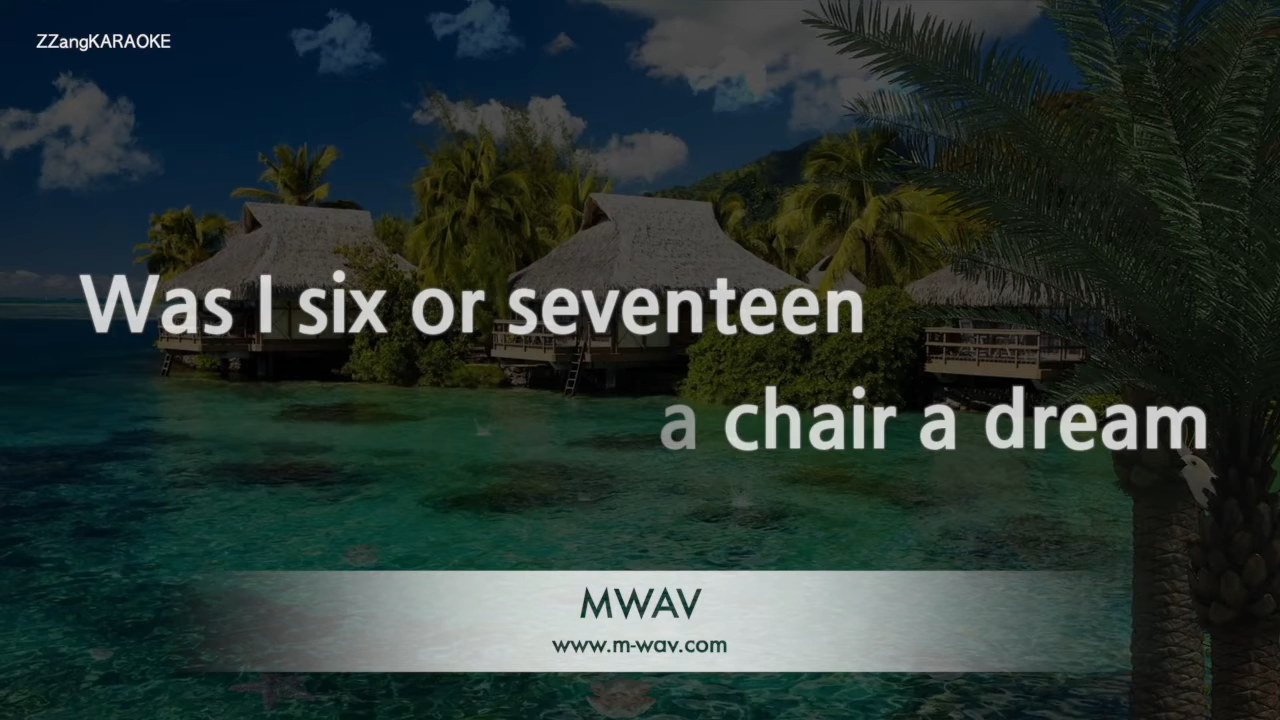 ZZangKARAOKE
Was I six or seventeen
a chair a dream
MWAV
www.m-wav.com